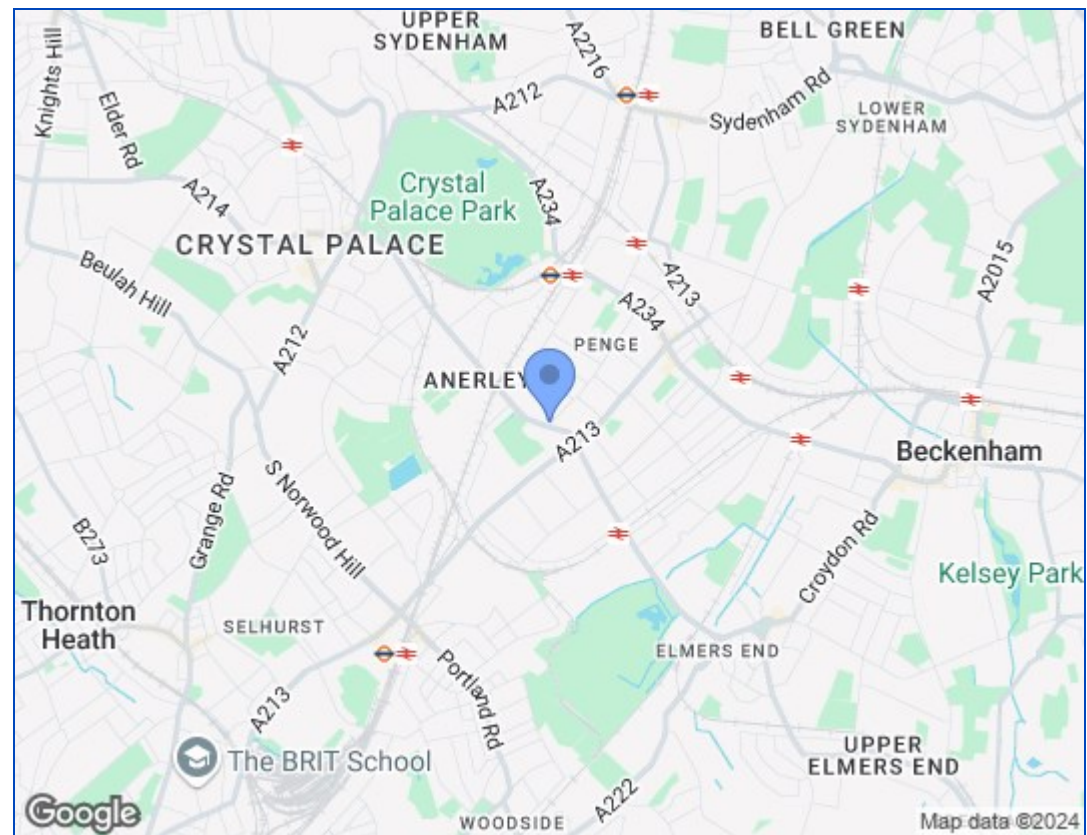 UPPER
SYDENHAM
A2216
BELL GREEN
Knights Hill
Elder Rd
A212
Sydenham Rd
LOWER
SYDENHAM
A214
Crystal
Palace Park
A234
CRYSTAL PALACE
Beulah Hill
A213
A2015
A212
A234
PENGE
ANERLEY
A213
Beckenham
S Norwood Hill
Grange Rd
B273
Croydon Rd
Kelsey Park
Thornton
Heath
SELHURST
ELMERS END
Portland Rd
A213
The BRIT School
UPPER
ELMERS END
A222
WOODSIDE
Google
Map data ©2024